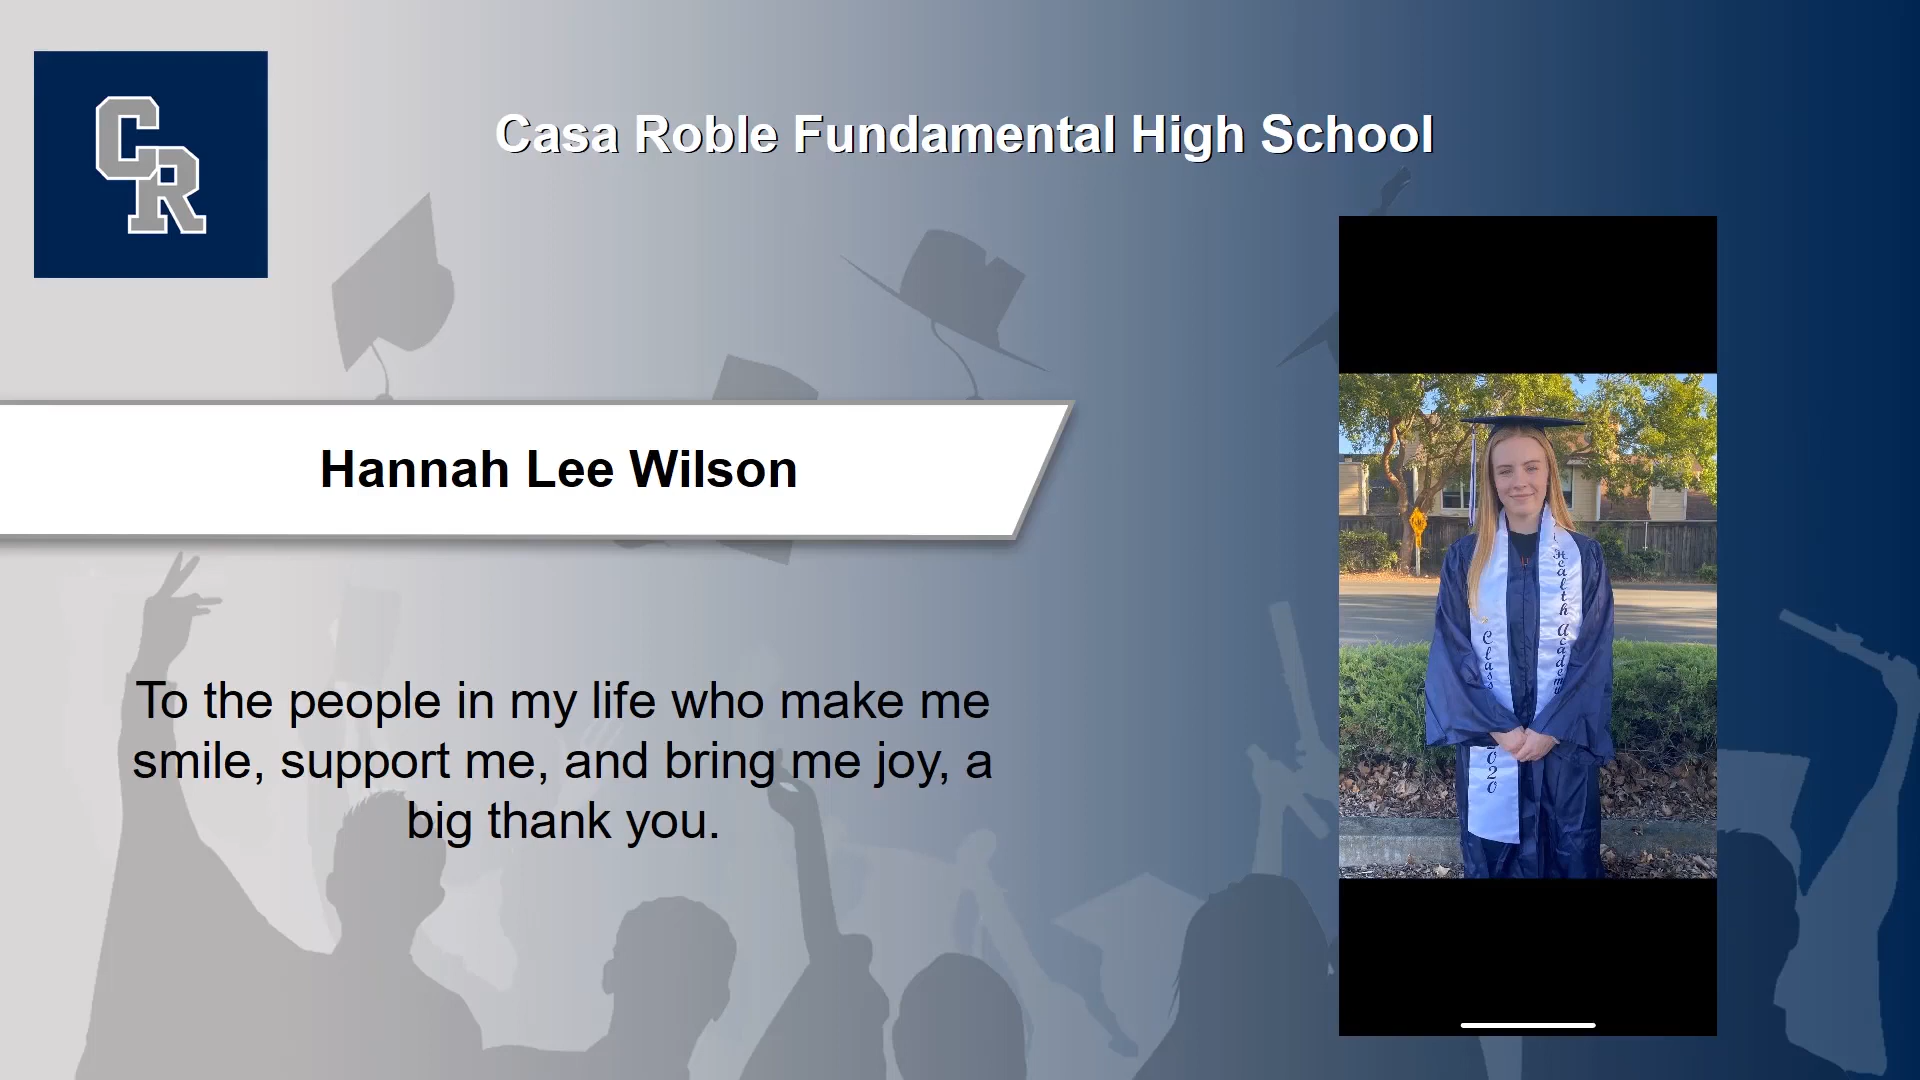 CR
Casa Roble Fundamental High School
Hannah Lee Wilson
To the people in my life who make me
smile, support me, and bring me joy, a
big thank you.
Class 2020
Health Academy